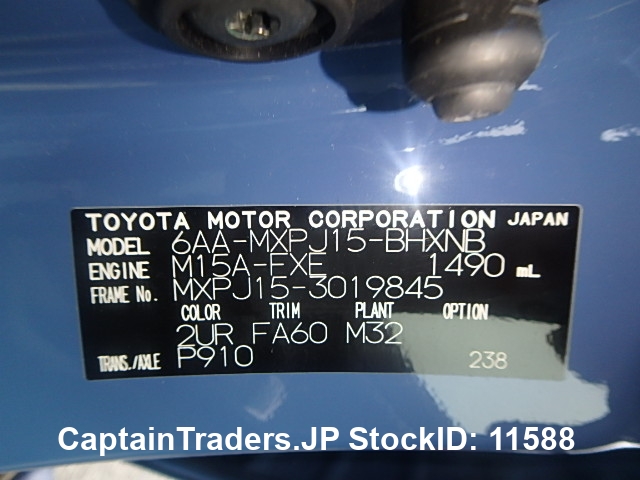 TOYOTA MOTOR CORPORATION JAPAN
MODEL 6AA-MXPJ15-BHXNB
ENGINE M15A-FXE 1490 mL
FRAME No. MXPJ15-3019845
COLOR TRIM PLANT OPTION
2UR FA60 M32
TRANS./AXLE P910 238
CaptainTraders.JP StockID: 11588